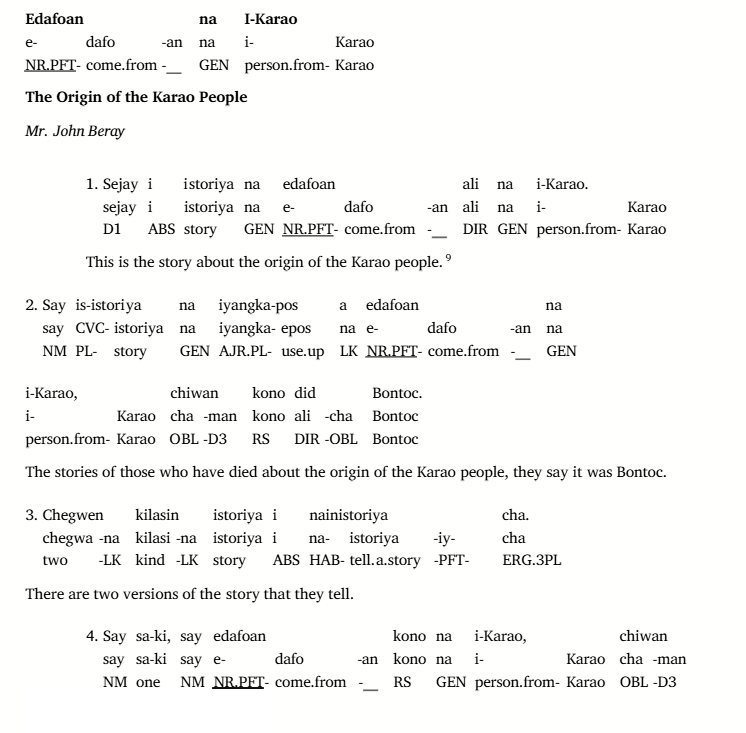 Edafoan na I-Karao
e- dafo -an na i- Karao
NR.PFT- come.from -__ GEN person.from- Karao
The Origin of the Karao People
Mr. John Beray
1. Sejay i istoriya na edafoan ali na i-Karao.
sejay i istoriya na e- dafo -an ali na i- Karao
D1 ABS story GEN NR.PFT- come.from -__ DIR GEN person.from- Karao
This is the story about the origin of the Karao people. 9
2. Say is-istoriya na iyangka-pos a edafoan na
say CVC- istoriya na iyangka- epos na e- dafo -an na
NM PL- story GEN AJR.PL- use.up LK NR.PFT- come.from -__ GEN
i-Karao, chiwan kono did Bontoc.
i- Karao cha -man kono ali -cha Bontoc
person.from- Karao OBL -D3 RS DIR -OBL Bontoc
The stories of those who have died about the origin of the Karao people, they say it was Bontoc.
3. Chegwen kilasin istoriya i nainistoriya cha.
chegwa -na kilasi -na istoriya i na- istoriya -iy- cha
two -LK kind -LK story ABS HAB- tell.a.story -PFT- ERG.3PL
There are two versions of the story that they tell.
4. Say sa-ki, say edafoan kono na i-Karao, chiwan
say sa-ki say e- dafo -an kono na i- Karao cha -man
NM one NM NR.PFT- come.from -__ RS GEN person.from- Karao OBL -D3